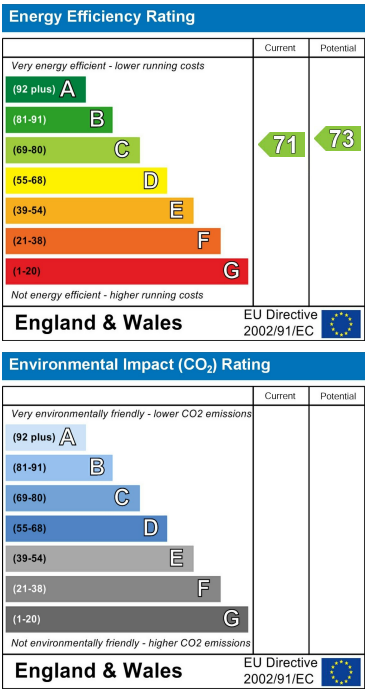 Energy Efficiency Rating
Current Potential
Very energy efficient - lower running costs
(92 plus) A
(81-91) B
(69-80) C
71 73
(55-68) D
(39-54) E
(21-38) F
(1-20) G
Not energy efficient - higher running costs
England & Wales
EU Directive
2002/91/EC
Environmental Impact (CO₂) Rating
Current Potential
Very environmentally friendly - lower CO2 emissions
(92 plus) A
(81-91) B
(69-80) C
(55-68) D
(39-54) E
(21-38) F
(1-20) G
Not environmentally friendly - higher CO2 emissions
England & Wales
EU Directive
2002/91/EC